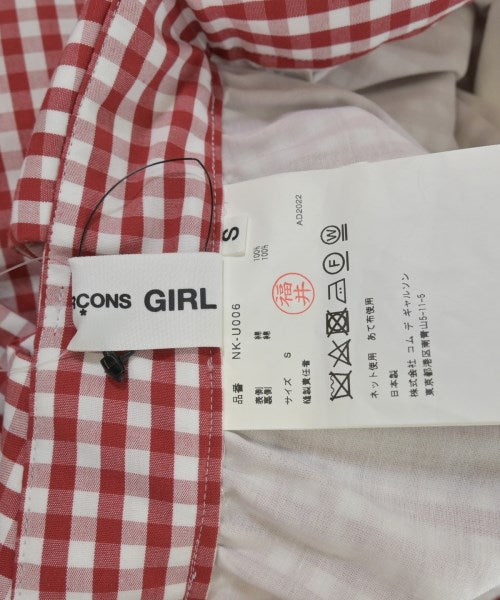 RÇONS GIRL
*
S
品番 NK-U006
表側 綿 100%
裏側 綿 100%
サイズ S
縫製責任者 福井
AD2022
W
F
ネット使用 あて布使用
日本製
株式会社 コム デ ギャルソン
東京都港区南青山5-11-5